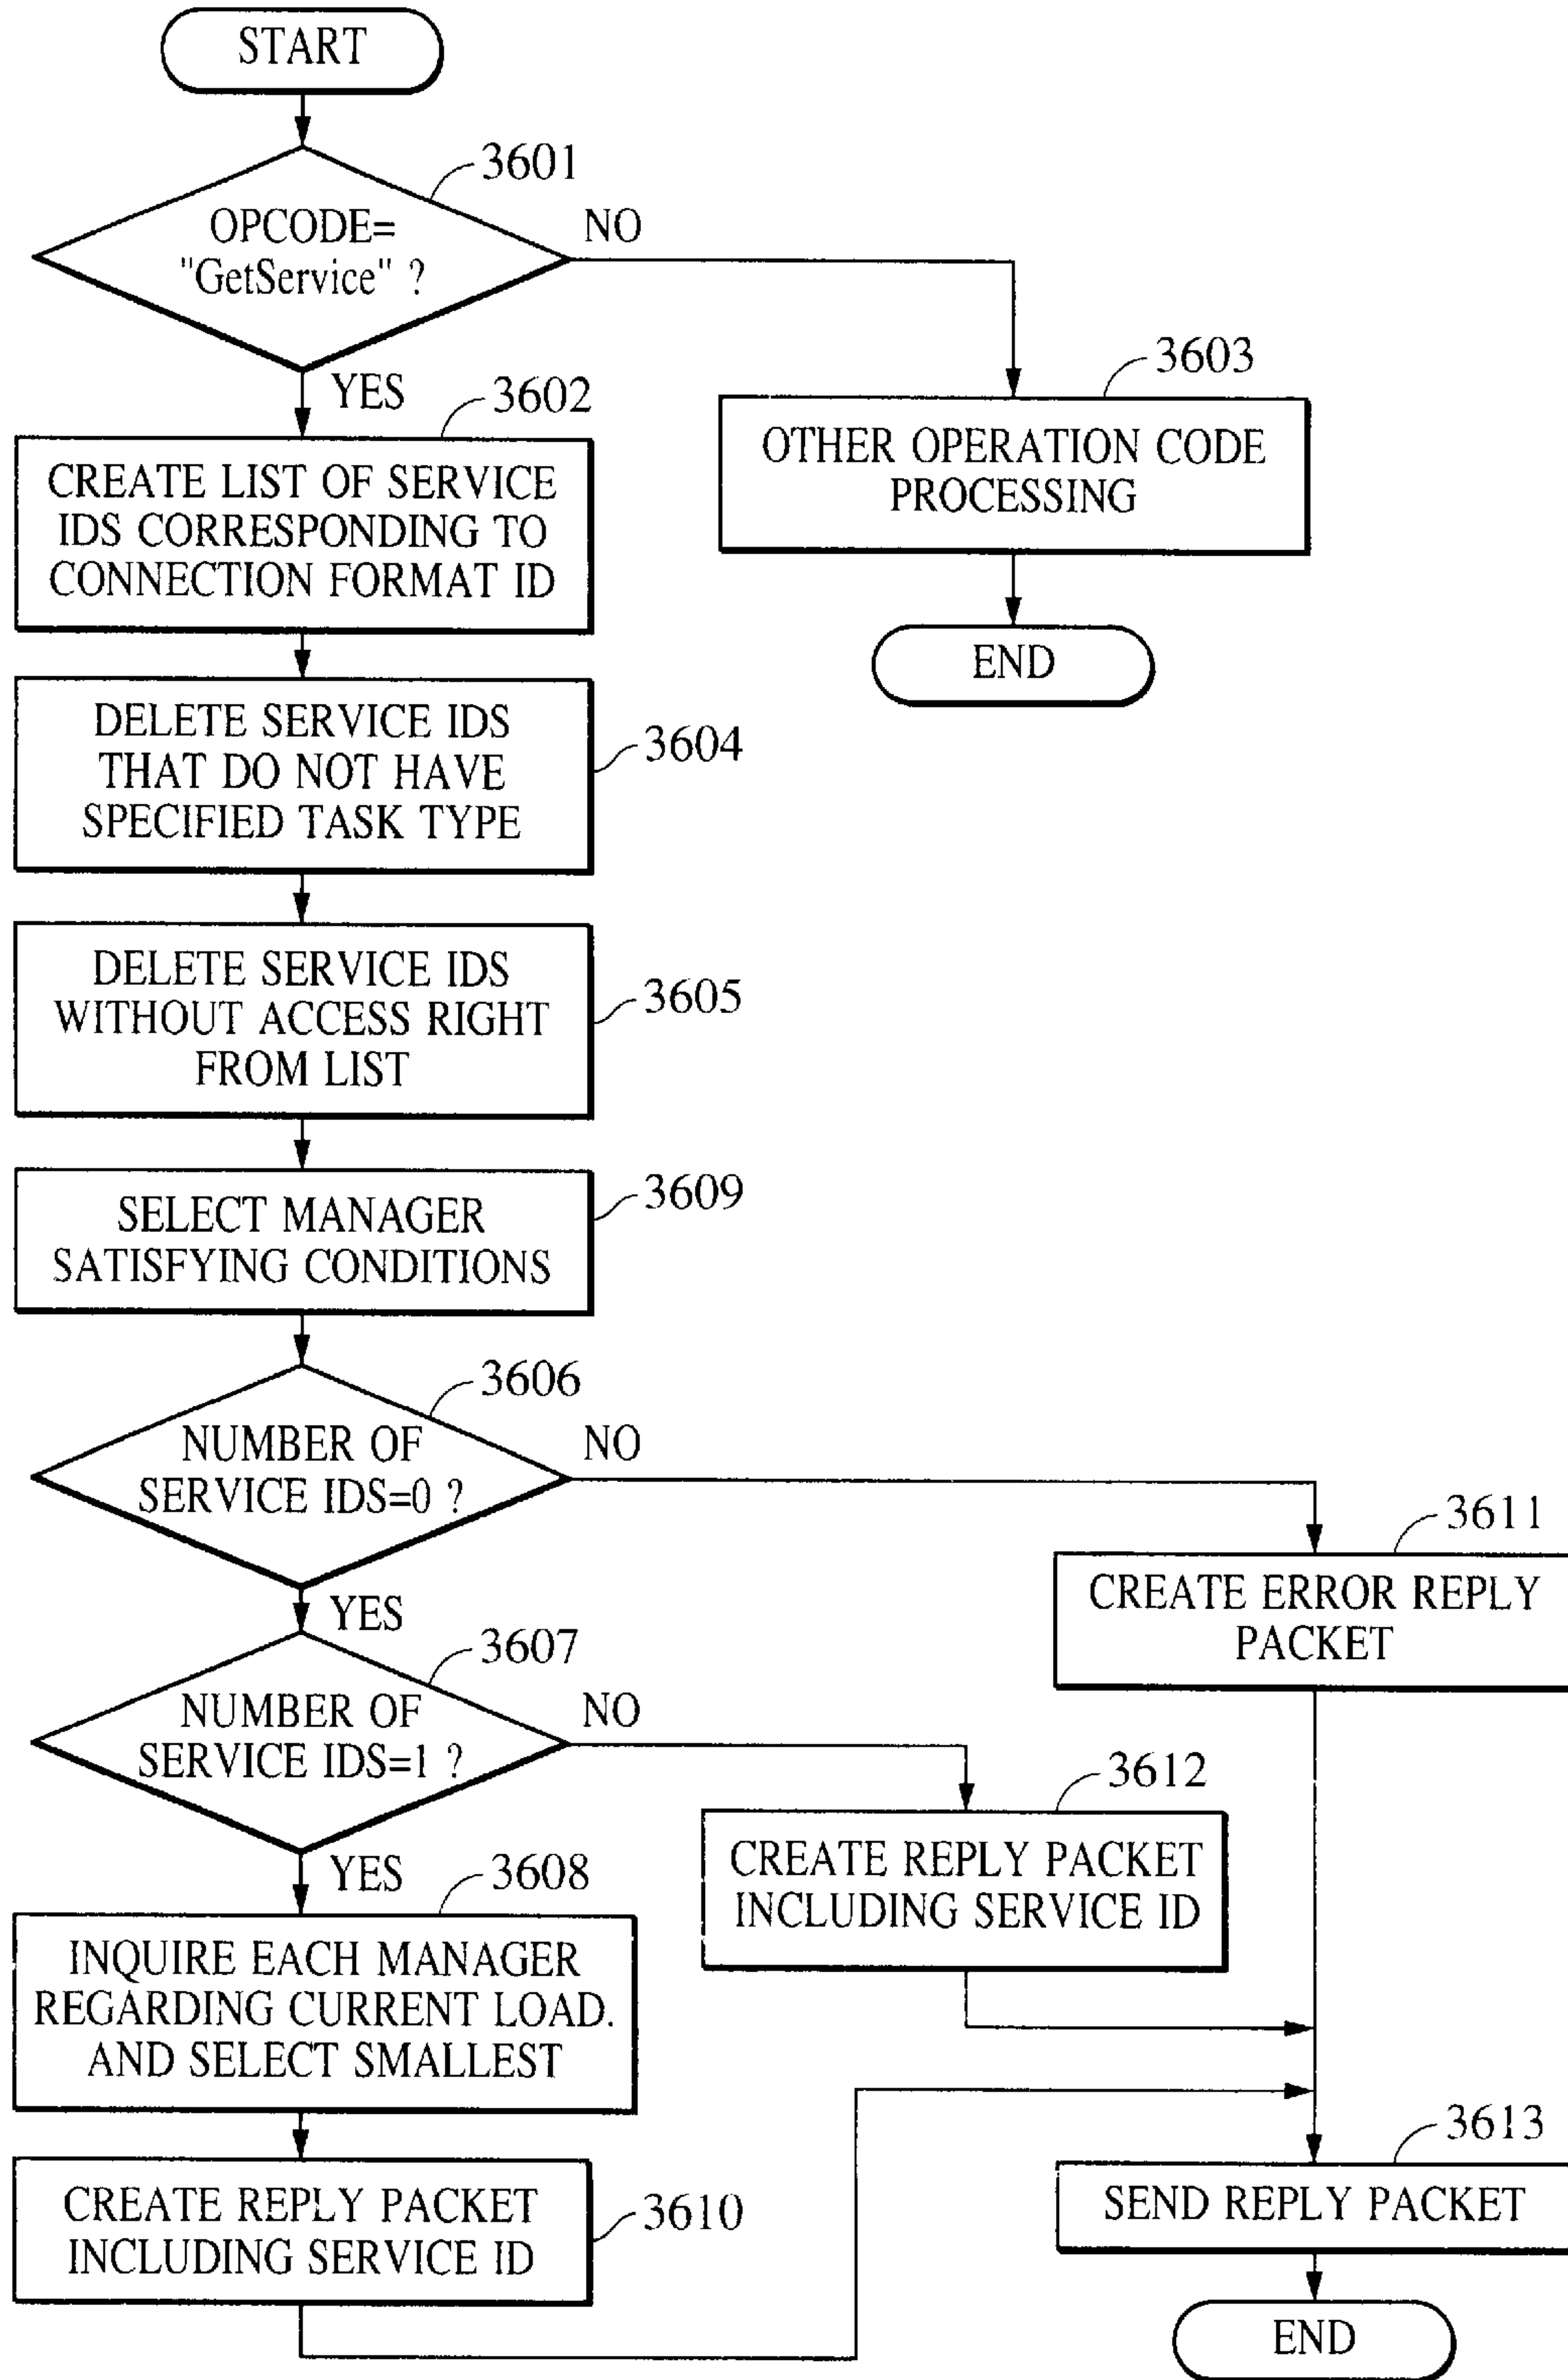 START
3601
OPCODE=
"GetService" ?
NO
YES
3602
3603
CREATE LIST OF SERVICE
IDS CORRESPONDING TO
CONNECTION FORMAT ID
OTHER OPERATION CODE
PROCESSING
END
DELETE SERVICE IDS
THAT DO NOT HAVE
SPECIFIED TASK TYPE
3604
DELETE SERVICE IDS
WITHOUT ACCESS RIGHT
FROM LIST
3605
SELECT MANAGER
SATISFYING CONDITIONS
3609
3606
NUMBER OF
SERVICE IDS=0 ?
NO
YES
3611
CREATE ERROR REPLY
PACKET
3607
NUMBER OF
SERVICE IDS=1 ?
NO
YES
3612
CREATE REPLY PACKET
INCLUDING SERVICE ID
3608
INQUIRE EACH MANAGER
REGARDING CURRENT LOAD.
AND SELECT SMALLEST
CREATE REPLY PACKET
INCLUDING SERVICE ID
3610
3613
SEND REPLY PACKET
END